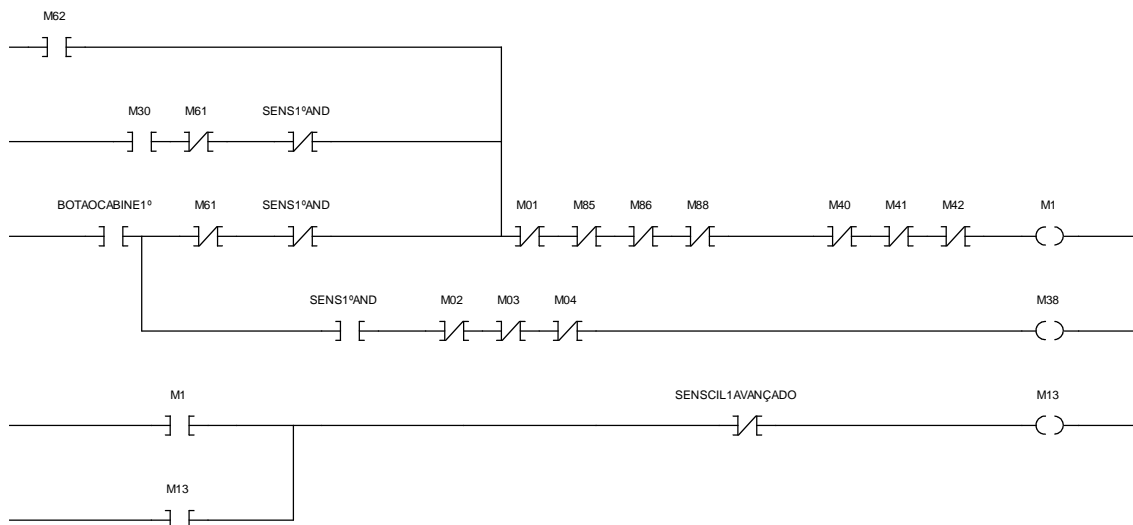 M62
M30 M61 SENS1ºAND
BOTAOCABINE1º M61 SENS1ºAND M01 M85 M86 M88 M40 M41 M42 M1
SENS1ºAND M02 M03 M04 M38
M1 SENSCIL1AVANÇADO M13
M13